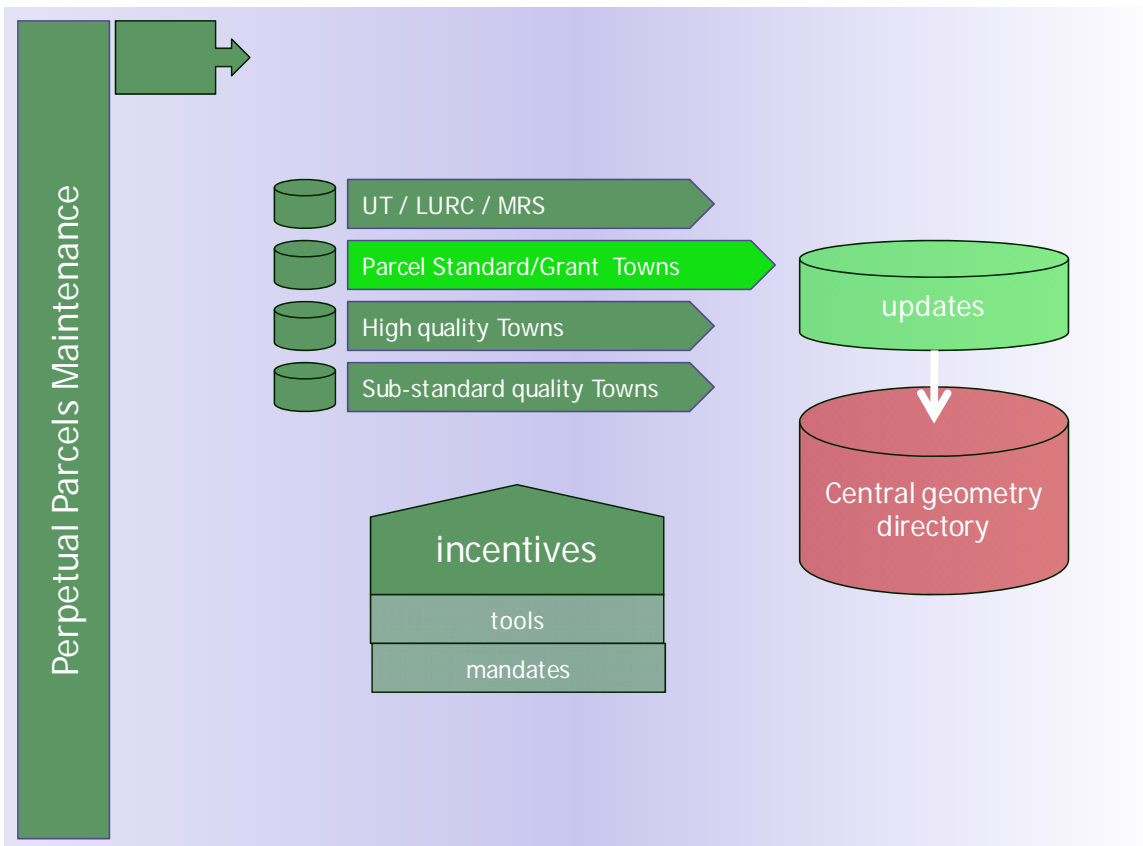 Perpetual Parcels Maintenance
UT / LURC / MRS
Parcel Standard/Grant Towns
High quality Towns
Sub-standard quality Towns
updates
Central geometry
directory
incentives
tools
mandates